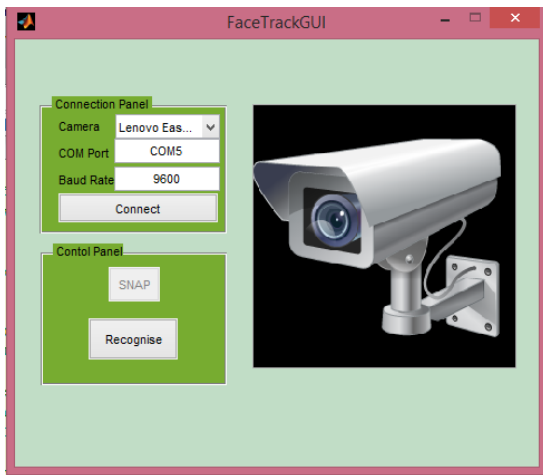 FaceTrackGUI
Connection Panel
Camera Lenovo Eas...
COM Port COM5
Baud Rate 9600
Connect
Contol Panel
SNAP
Recognise